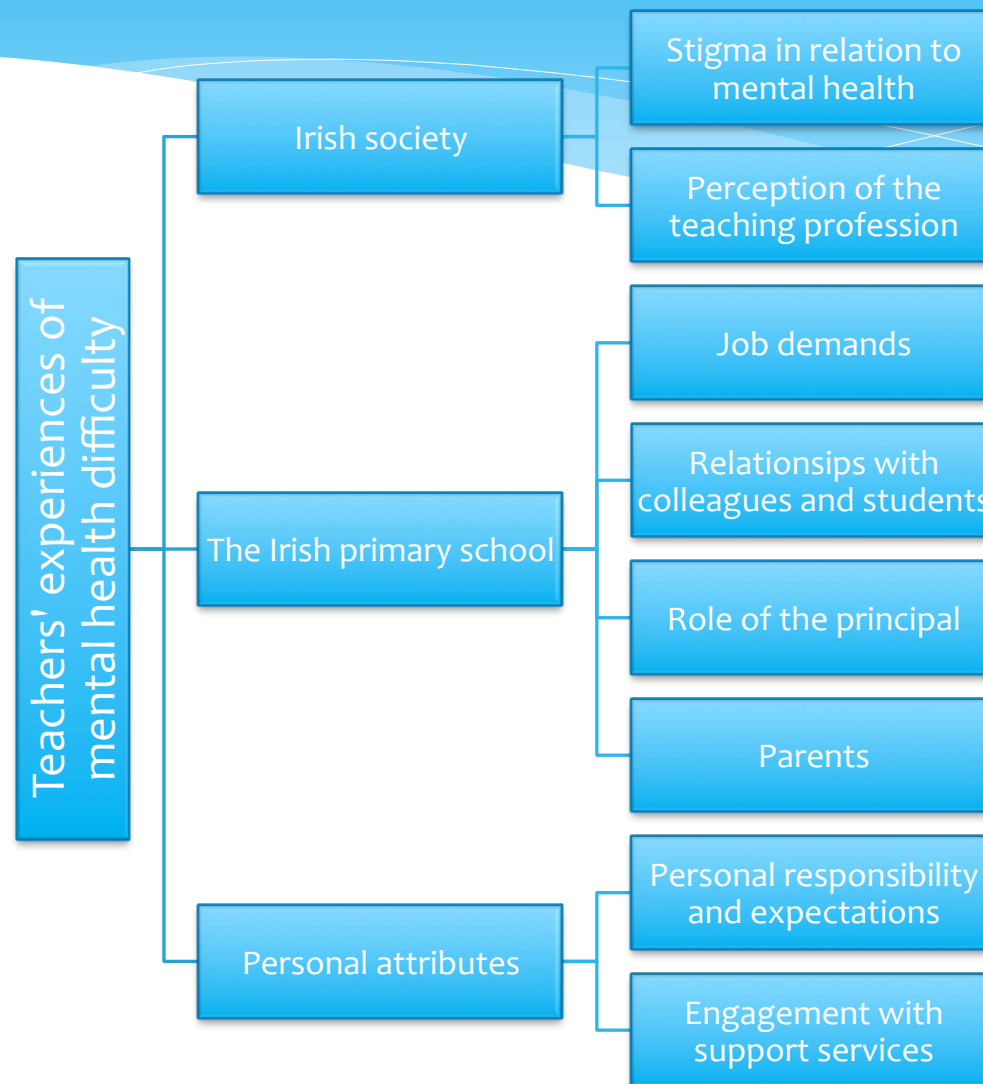 Teachers' experiences of
mental health difficulty
Irish society
Stigma in relation to
mental health
Perception of the
teaching profession
The Irish primary school
Job demands
Relationsips with
colleagues and students
Role of the principal
Parents
Personal attributes
Personal responsibility
and expectations
Engagement with
support services